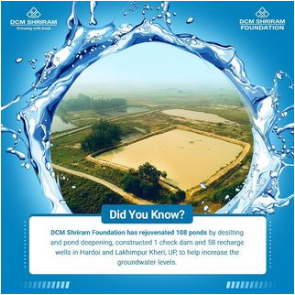 DCM SHRIRAM
Growing with trust
DCM SHRIRAM
FOUNDATION
Did You Know?
DCM Shriram Foundation has rejuvenated 108 ponds by desilting
and pond deepening, constructed 1 check dam and 58 recharge
wells in Hardoi and Lakhimpur Kheri, UP, to help increase the
groundwater levels.